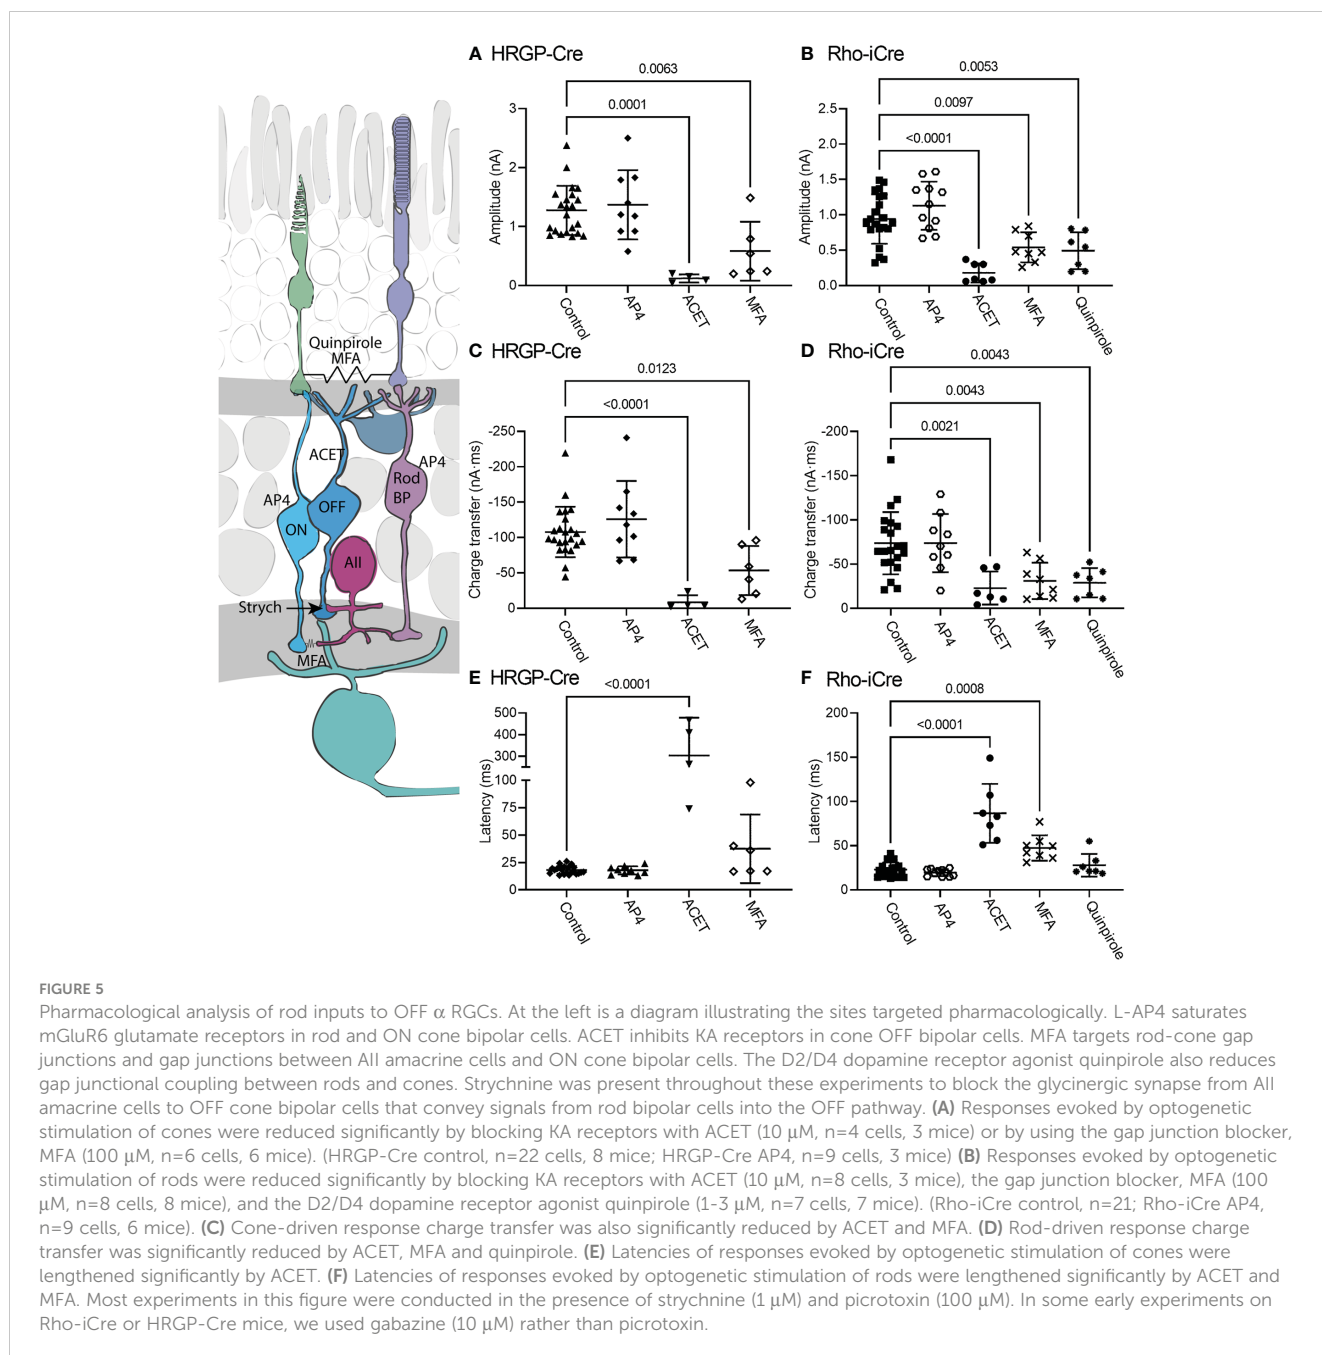 A HRGP-Cre
0.0063
0.0001
Amplitude (nA)
3
2
1
0
Control
AP4
ACET
MFA
B Rho-iCre
0.0053
0.0097
<0.0001
Amplitude (nA)
2.5
2.0
1.5
1.0
0.5
0.0
Control
AP4
ACET
MFA
Quinpirole
Quinpirole
MFA
ACET
AP4
Rod
BP
AP4
OFF
ON
AII
Strych
MFA
C HRGP-Cre
0.0123
<0.0001
Charge transfer (nA·ms)
-250
-200
-150
-100
-50
0
Control
AP4
ACET
MFA
D Rho-iCre
0.0043
0.0043
0.0021
Charge transfer (nA·ms)
-200
-150
-100
-50
0
Control
AP4
ACET
MFA
Quinpirole
E HRGP-Cre
<0.0001
Latency (ms)
500
400
300
100
75
50
25
0
Control
AP4
ACET
MFA
F Rho-iCre
0.0008
<0.0001
Latency (ms)
200
150
100
50
0
Control
AP4
ACET
MFA
Quinpirole
FIGURE 5
Pharmacological analysis of rod inputs to OFF α RGCs. At the left is a diagram illustrating the sites targeted pharmacologically. L-AP4 saturates
mGluR6 glutamate receptors in rod and ON cone bipolar cells. ACET inhibits KA receptors in cone OFF bipolar cells. MFA targets rod-cone gap
junctions and gap junctions between AII amacrine cells and ON cone bipolar cells. The D2/D4 dopamine receptor agonist quinpirole also reduces
gap junctional coupling between rods and cones. Strychnine was present throughout these experiments to block the glycinergic synapse from AII
amacrine cells to OFF cone bipolar cells that convey signals from rod bipolar cells into the OFF pathway. (A) Responses evoked by optogenetic
stimulation of cones were reduced significantly by blocking KA receptors with ACET (10 μM, n=4 cells, 3 mice) or by using the gap junction blocker,
MFA (100 μM, n=6 cells, 6 mice). (HRGP-Cre control, n=22 cells, 8 mice; HRGP-Cre AP4, n=9 cells, 3 mice) (B) Responses evoked by optogenetic
stimulation of rods were reduced significantly by blocking KA receptors with ACET (10 μM, n=8 cells, 3 mice), the gap junction blocker, MFA (100
μM, n=8 cells, 8 mice), and the D2/D4 dopamine receptor agonist quinpirole (1-3 μM, n=7 cells, 7 mice). (Rho-iCre control, n=21; Rho-iCre AP4,
n=9 cells, 6 mice). (C) Cone-driven response charge transfer was also significantly reduced by ACET and MFA. (D) Rod-driven response charge
transfer was significantly reduced by ACET, MFA and quinpirole. (E) Latencies of responses evoked by optogenetic stimulation of cones were
lengthened significantly by ACET. (F) Latencies of responses evoked by optogenetic stimulation of rods were lengthened significantly by ACET and
MFA. Most experiments in this figure were conducted in the presence of strychnine (1 μM) and picrotoxin (100 μM). In some early experiments on
Rho-iCre or HRGP-Cre mice, we used gabazine (10 μM) rather than picrotoxin.